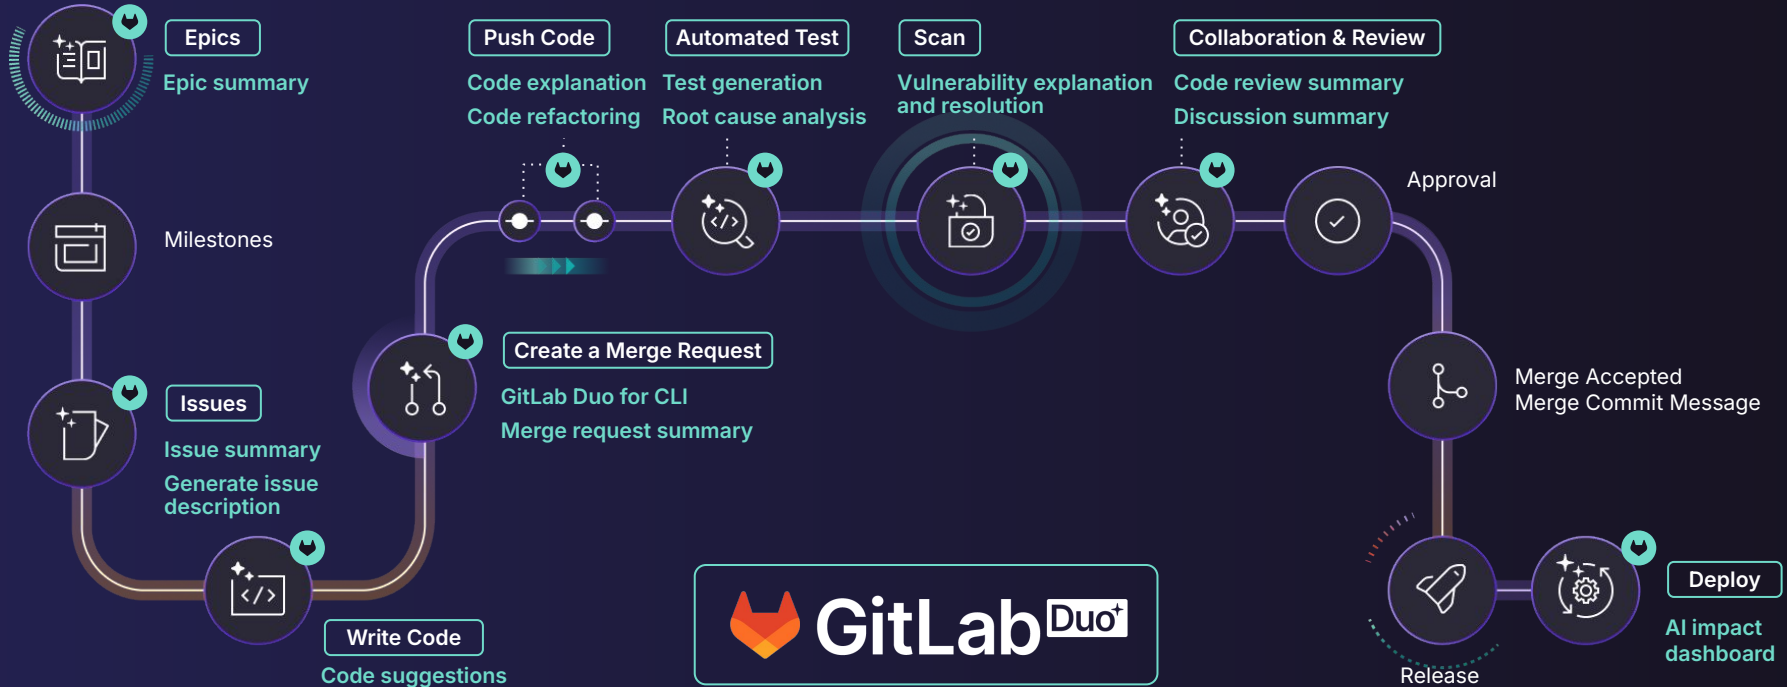 Epics
Epic summary
Milestones
Issues
Issue summary
Generate issue
description
Write Code
Code suggestions
Create a Merge Request
GitLab Duo for CLI
Merge request summary
Push Code
Code explanation
Code refactoring
Automated Test
Test generation
Root cause analysis
Scan
Vulnerability explanation
and resolution
Collaboration & Review
Code review summary
Discussion summary
Approval
Merge Accepted
Merge Commit Message
Release
Deploy
AI impact
dashboard
GitLab Duo